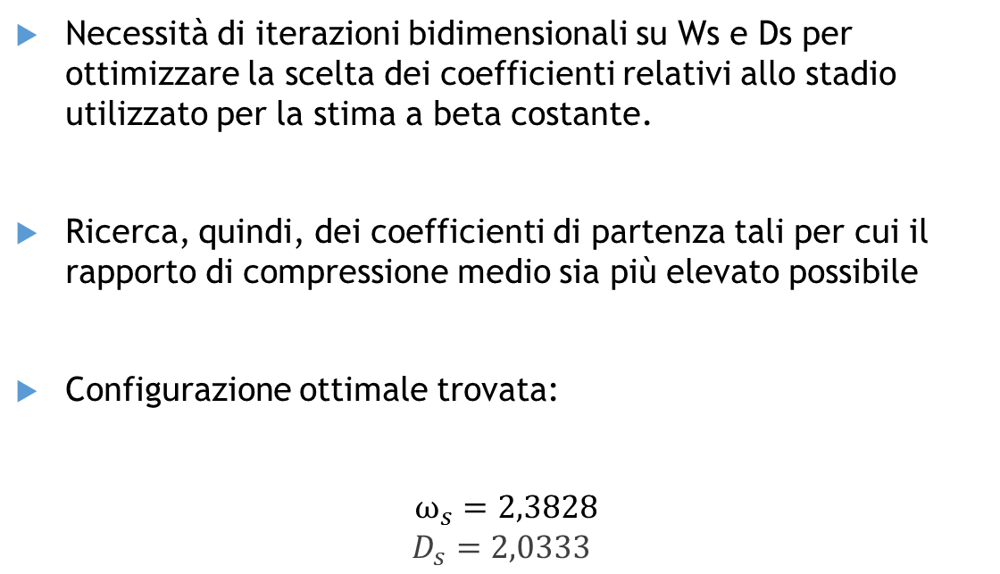 Necessità di iterazioni bidimensionali su Ws e Ds per
ottimizzare la scelta dei coefficienti relativi allo stadio
utilizzato per la stima a beta costante.
Ricerca, quindi, dei coefficienti di partenza tali per cui il
rapporto di compressione medio sia più elevato possibile
Configurazione ottimale trovata:
ωₛ = 2,3828
Dₛ = 2,0333